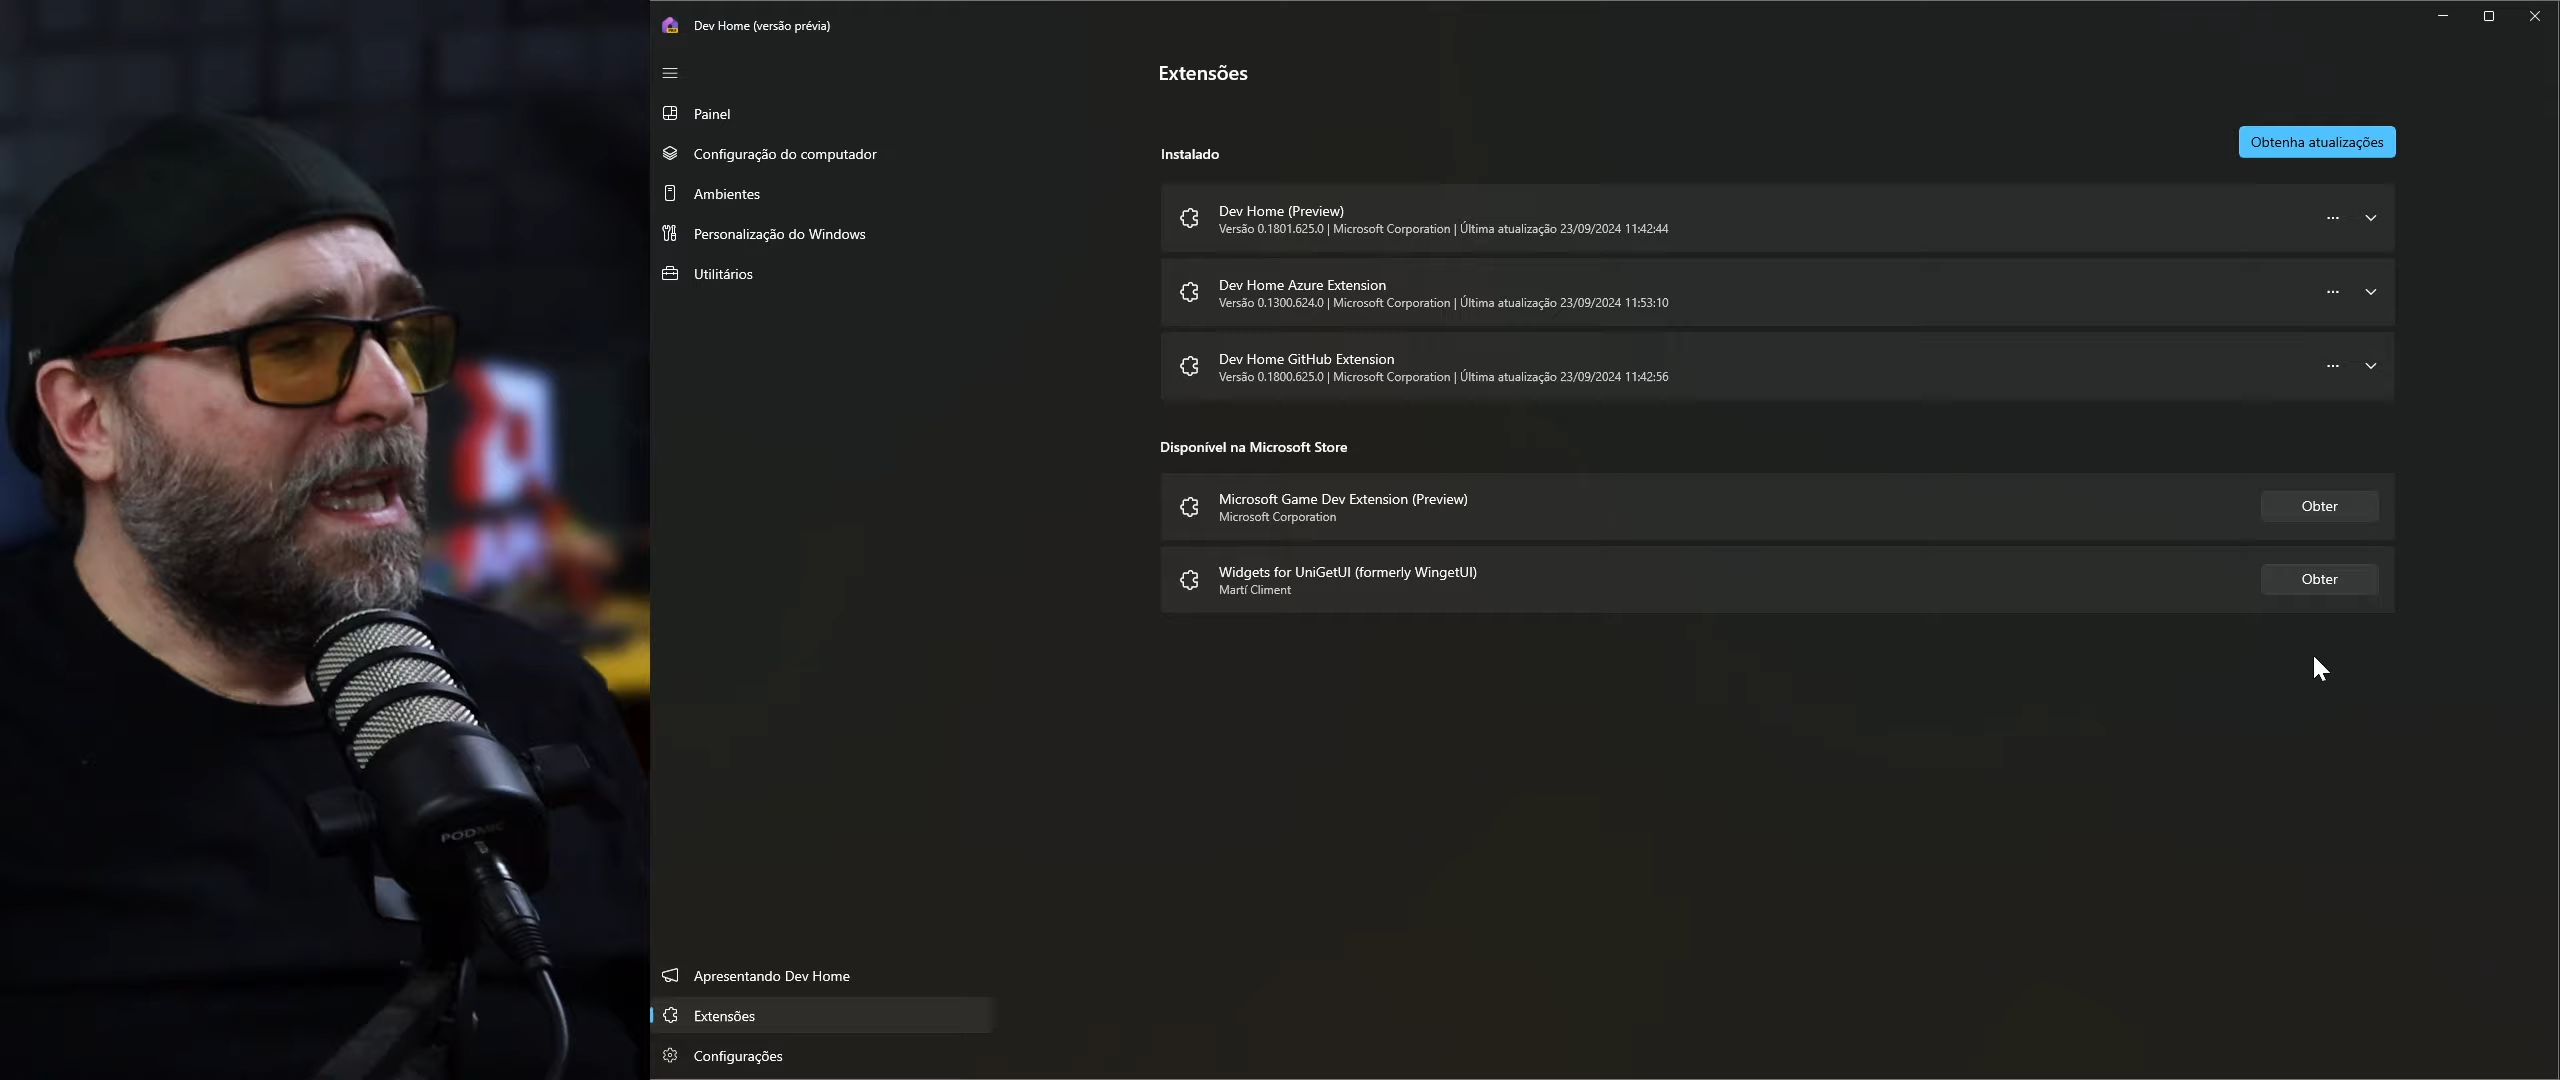 Dev Home (versão prévia)
Painel
Configuração do computador
Ambientes
Personalização do Windows
Utilitários
Extensões
Instalado
Obtenha atualizações
Dev Home (Preview)
Versão 0.1801.625.0 | Microsoft Corporation | Última atualização 23/09/2024 11:42:44
Dev Home Azure Extension
Versão 0.1300.624.0 | Microsoft Corporation | Última atualização 23/09/2024 11:53:10
Dev Home GitHub Extension
Versão 0.1800.625.0 | Microsoft Corporation | Última atualização 23/09/2024 11:42:56
Disponível na Microsoft Store
Microsoft Game Dev Extension (Preview)
Microsoft Corporation
Obter
Widgets for UniGetUI (formerly WingetUI)
Martí Climent
Obter
Apresentando Dev Home
Extensões
Configurações
PODMIC